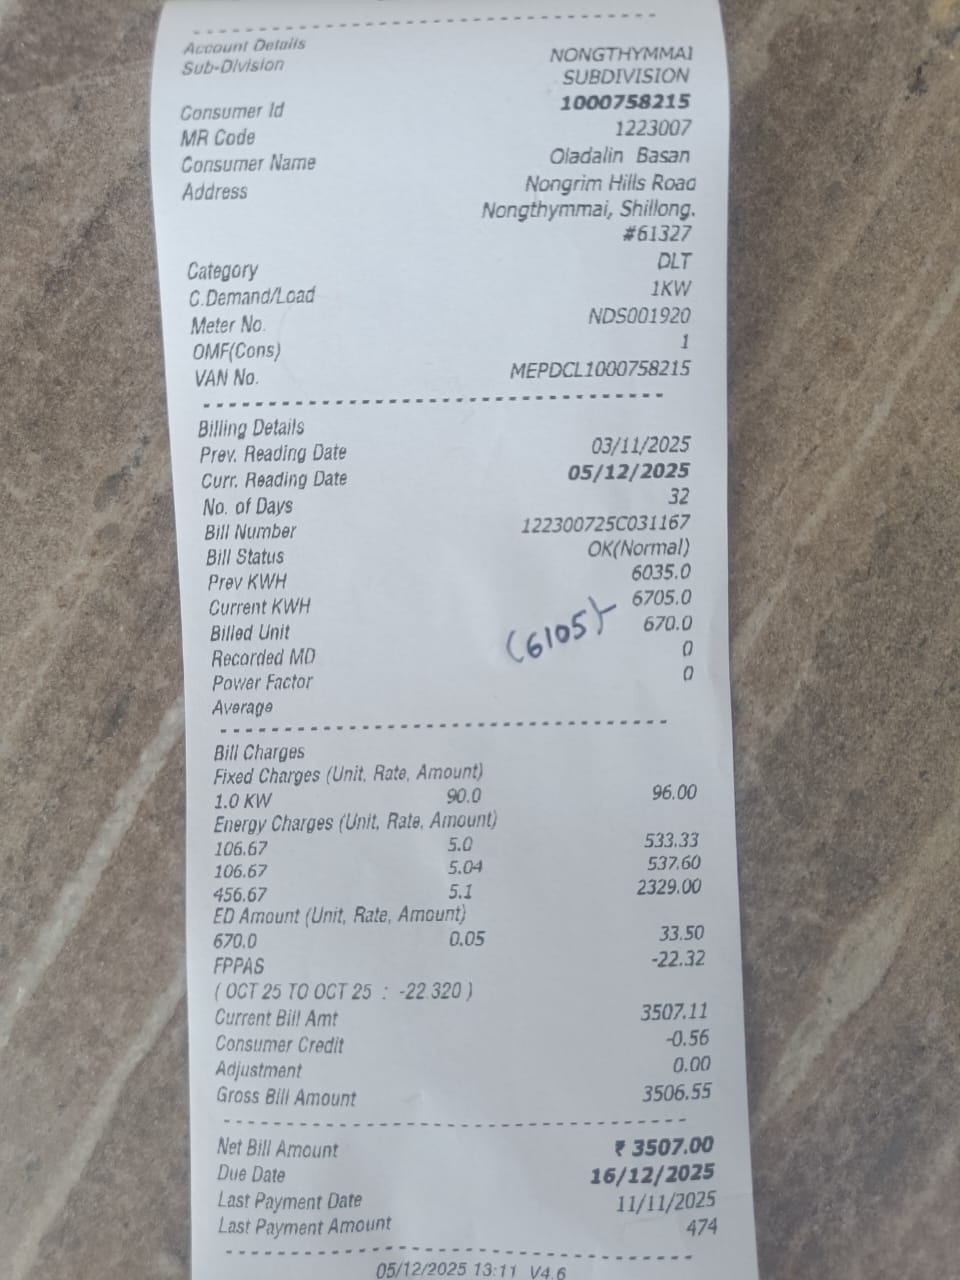 Account Details
Sub-Division NONGTHYMMAI
SUBDIVISION
Consumer Id 1000758215
MR Code 1223007
Consumer Name Oladalin Basan
Address Nongrim Hills Road
Nongthymmai, Shillong.
#61327
Category DLT
C.Demand/Load 1KW
Meter No. NDS001920
OMF(Cons) 1
VAN No. MEPDCL1000758215
Billing Details
Prev. Reading Date 03/11/2025
Curr. Reading Date 05/12/2025
No. of Days 32
Bill Number 122300725C031167
Bill Status OK(Normal)
Prev KWH 6035.0
Current KWH 6705.0
(6105)
Billed Unit 670.0
Recorded MD 0
Power Factor 0
Average
Bill Charges
Fixed Charges (Unit, Rate, Amount)
1.0 KW 90.0 96.00
Energy Charges (Unit, Rate, Amount)
106.67 5.0 533.33
106.67 5.04 537.60
456.67 5.1 2329.00
ED Amount (Unit, Rate, Amount)
670.0 0.05 33.50
FPPAS -22.32
( OCT 25 TO OCT 25 : -22.320 )
Current Bill Amt 3507.11
Consumer Credit -0.56
Adjustment 0.00
Gross Bill Amount 3506.55
Net Bill Amount ₹ 3507.00
Due Date 16/12/2025
Last Payment Date 11/11/2025
Last Payment Amount 474
05/12/2025 13:11 V4.6